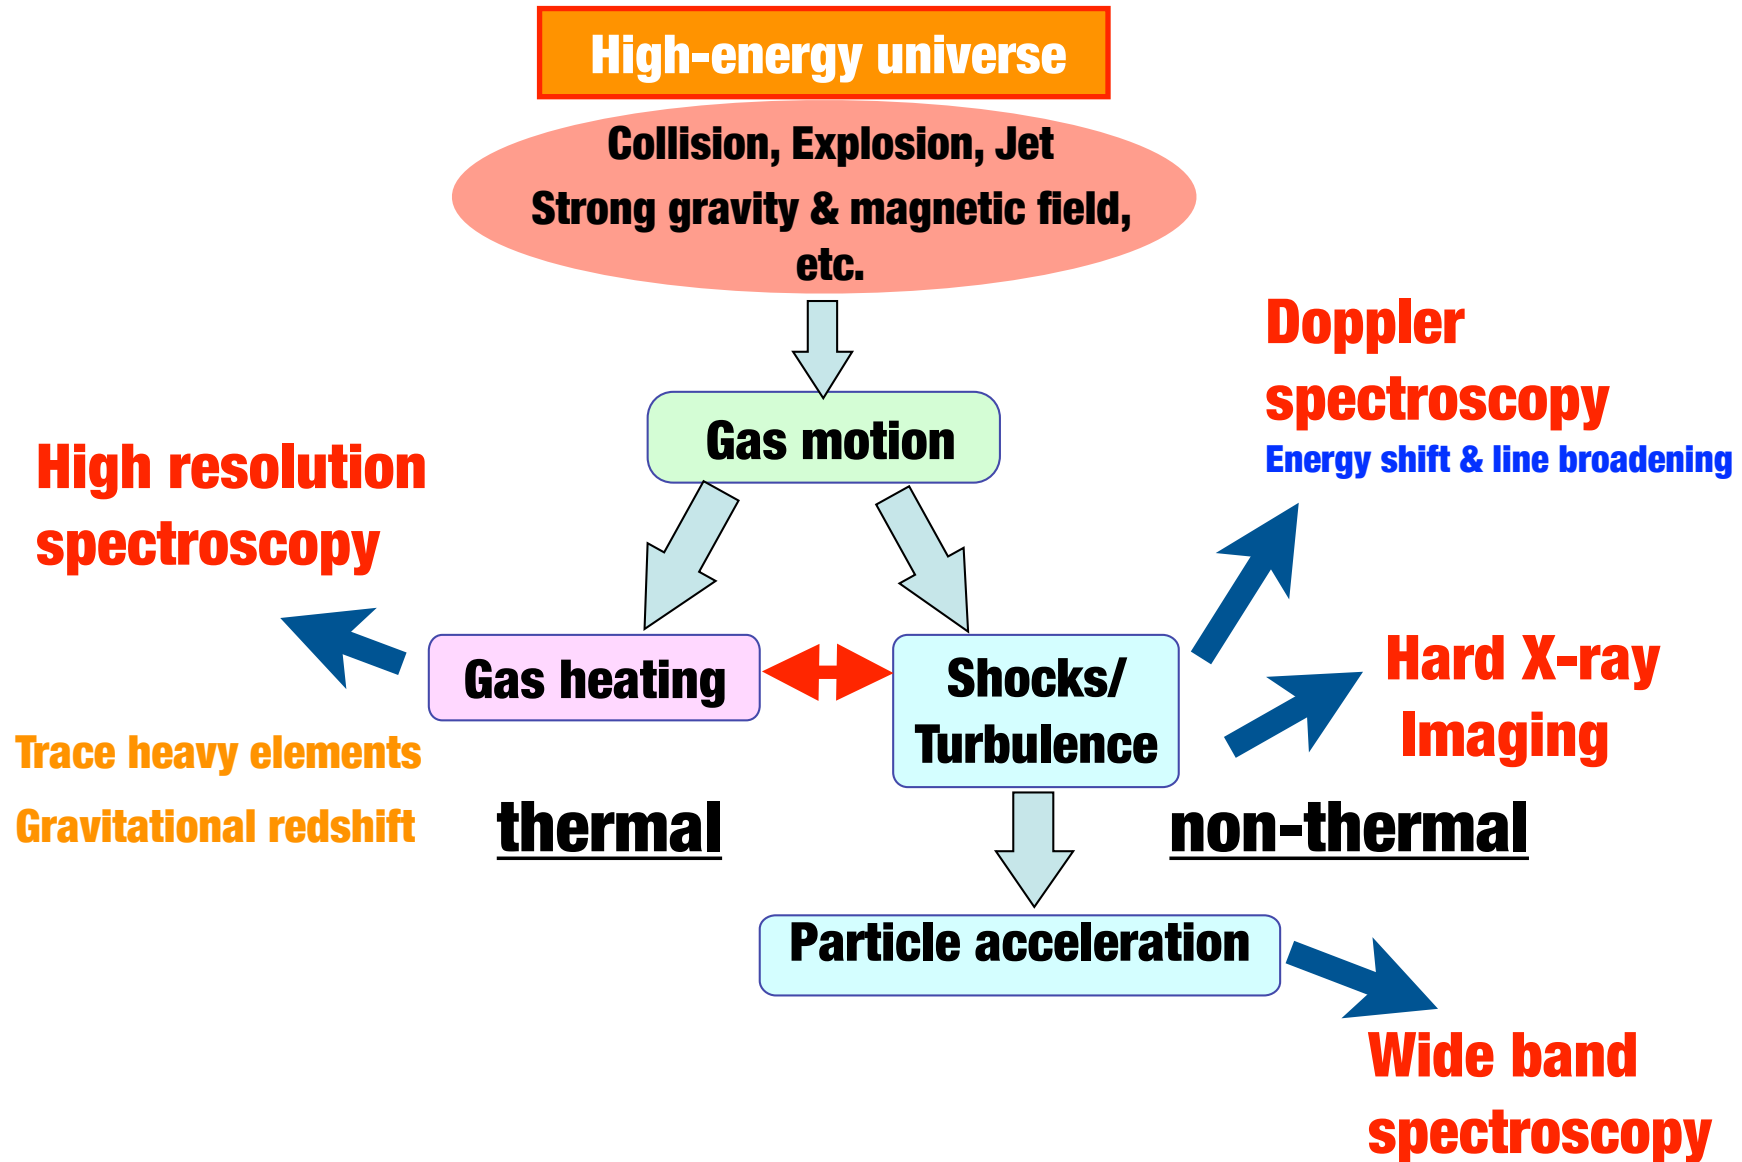 High-energy universe
Collision, Explosion, Jet
Strong gravity & magnetic field,
etc.
Gas motion
Doppler
spectroscopy
Energy shift & line broadening
High resolution
spectroscopy
Gas heating
Shocks/
Turbulence
Hard X-ray
Imaging
Trace heavy elements
Gravitational redshift
thermal
non-thermal
Particle acceleration
Wide band
spectroscopy